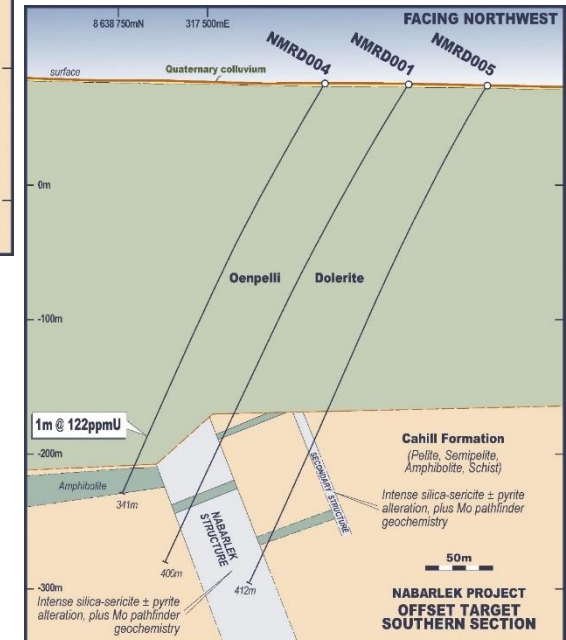 8 638 750mN
317 500mE
FACING NORTHWEST
NMRD004
NMRD001
NMRD005
surface
Quaternary colluvium
0m
Oenpelli
Dolerite
-100m
1m @ 122ppmU
Cahill Formation
(Pelite, Semipelite,
Amphibolite, Schist)
-200m
Amphibolite
341m
SECONDARY STRUCTURE
Intense silica-sericite ± pyrite
alteration, plus Mo pathfinder
geochemistry
NABARLEK
STRUCTURE
400m
412m
50m
-300m
Intense silica-sericite ± pyrite
alteration, plus Mo pathfinder
geochemistry
NABARLEK PROJECT
OFFSET TARGET
SOUTHERN SECTION